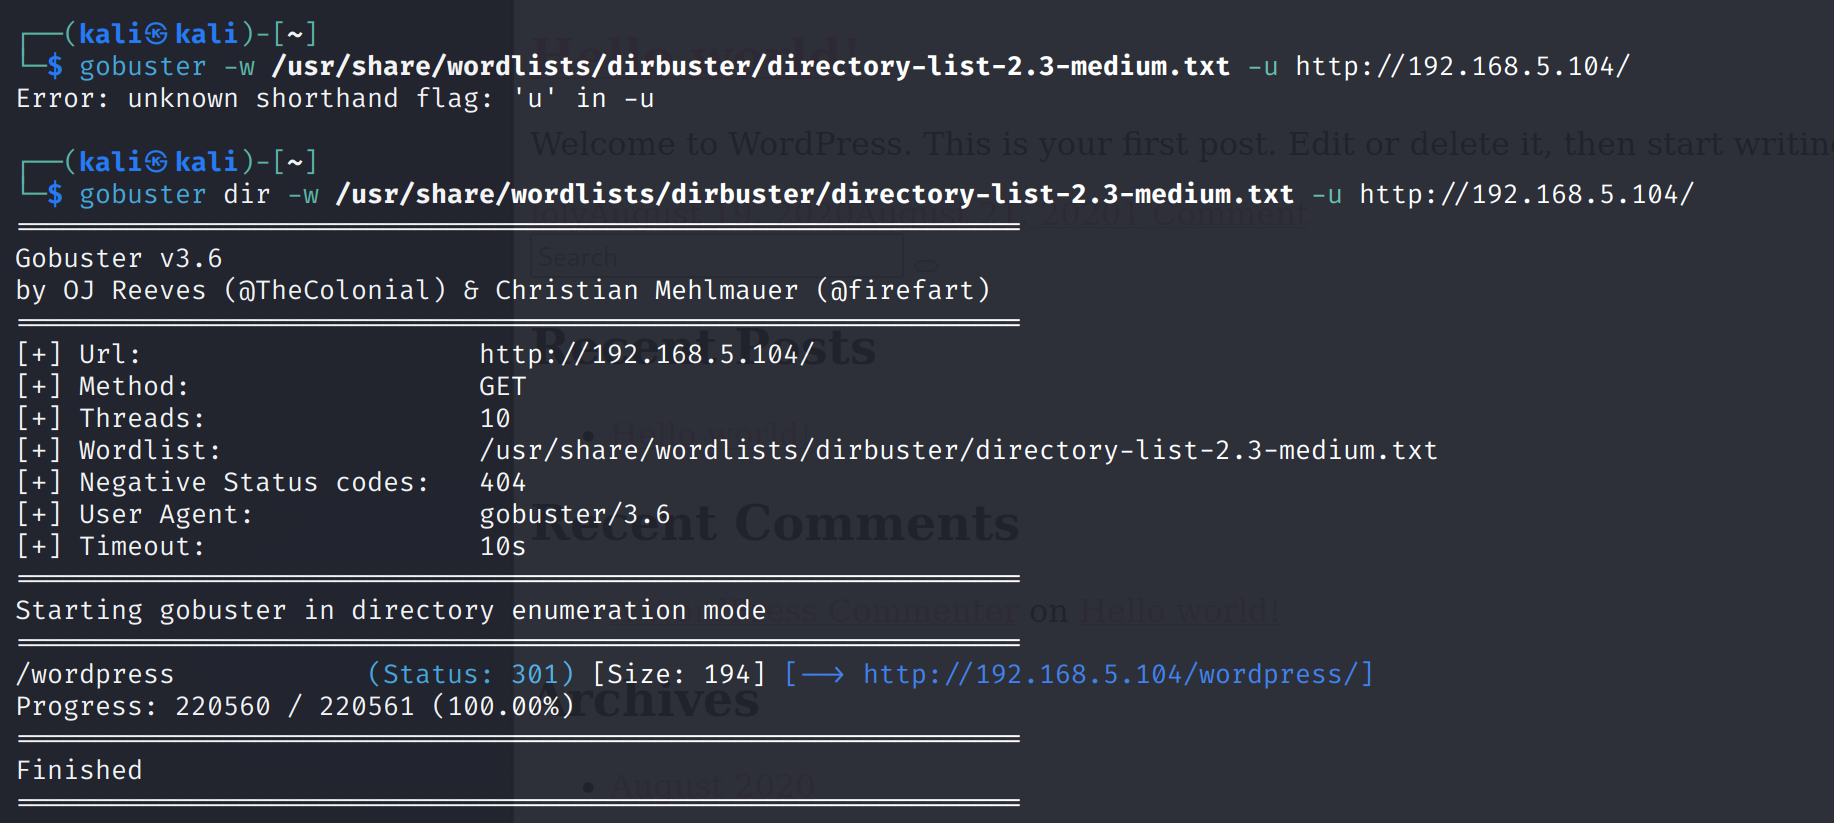 ┌──(kali㉿kali)-[~]
└─$ gobuster -w /usr/share/wordlists/dirbuster/directory-list-2.3-medium.txt -u http://192.168.5.104/
Error: unknown shorthand flag: 'u' in -u
Hello world!
Welcome to WordPress. This is your first post. Edit or delete it, then start writing
┌──(kali㉿kali)-[~]
└─$ gobuster dir -w /usr/share/wordlists/dirbuster/directory-list-2.3-medium.txt -u http://192.168.5.104/
2020 1 Comment
===============================================================
Gobuster v3.6
Search
by OJ Reeves (@TheColonial) & Christian Mehlmauer (@firefart)
===============================================================
[+] Url: http://192.168.5.104/
Recent Posts
[+] Method: GET
[+] Threads: 10
Hello world!
[+] Wordlist: /usr/share/wordlists/dirbuster/directory-list-2.3-medium.txt
[+] Negative Status codes: 404
[+] User Agent: gobuster/3.6
Recent Comments
[+] Timeout: 10s
===============================================================
Starting gobuster in directory enumeration mode
Commenter on Hello world!
===============================================================
/wordpress (Status: 301) [Size: 194] [--> http://192.168.5.104/wordpress/]
Archives
Progress: 220560 / 220561 (100.00%)
===============================================================
Finished
August 2020
===============================================================